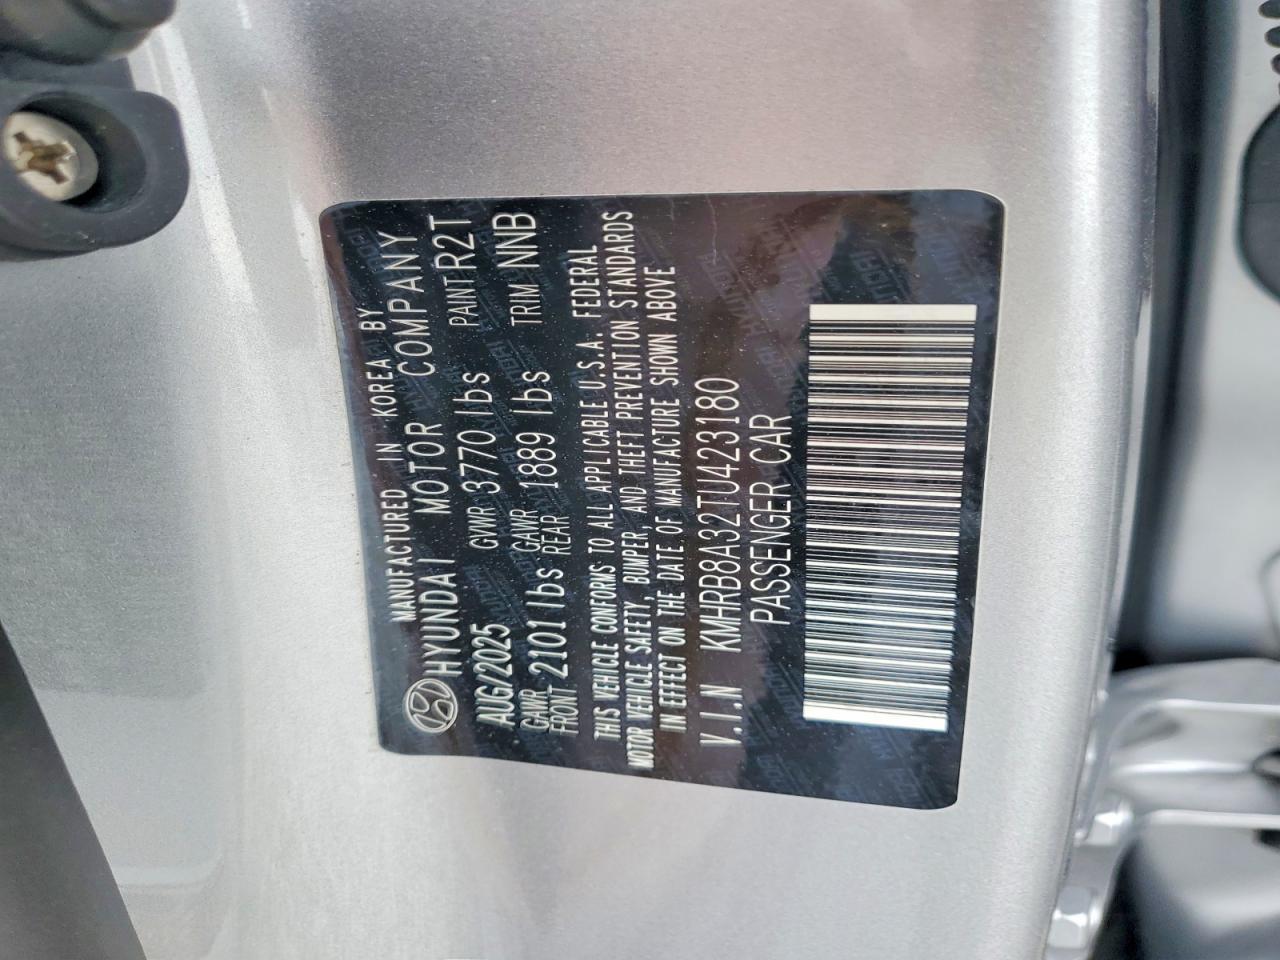 MANUFACTURED IN KOREA BY
HYUNDAI MOTOR COMPANY
AUG/2025 GVWR 3770 lbs PAINT R2T
GAWR FRONT 2101 lbs GAWR REAR 1889 lbs TRIM NNB
THIS VEHICLE CONFORMS TO ALL APPLICABLE U.S.A. FEDERAL
MOTOR VEHICLE SAFETY, BUMPER, AND THEFT PREVENTION STANDARDS
IN EFFECT ON THE DATE OF MANUFACTURE SHOWN ABOVE
V.I.N KMHRB8A32TU423180
PASSENGER CAR